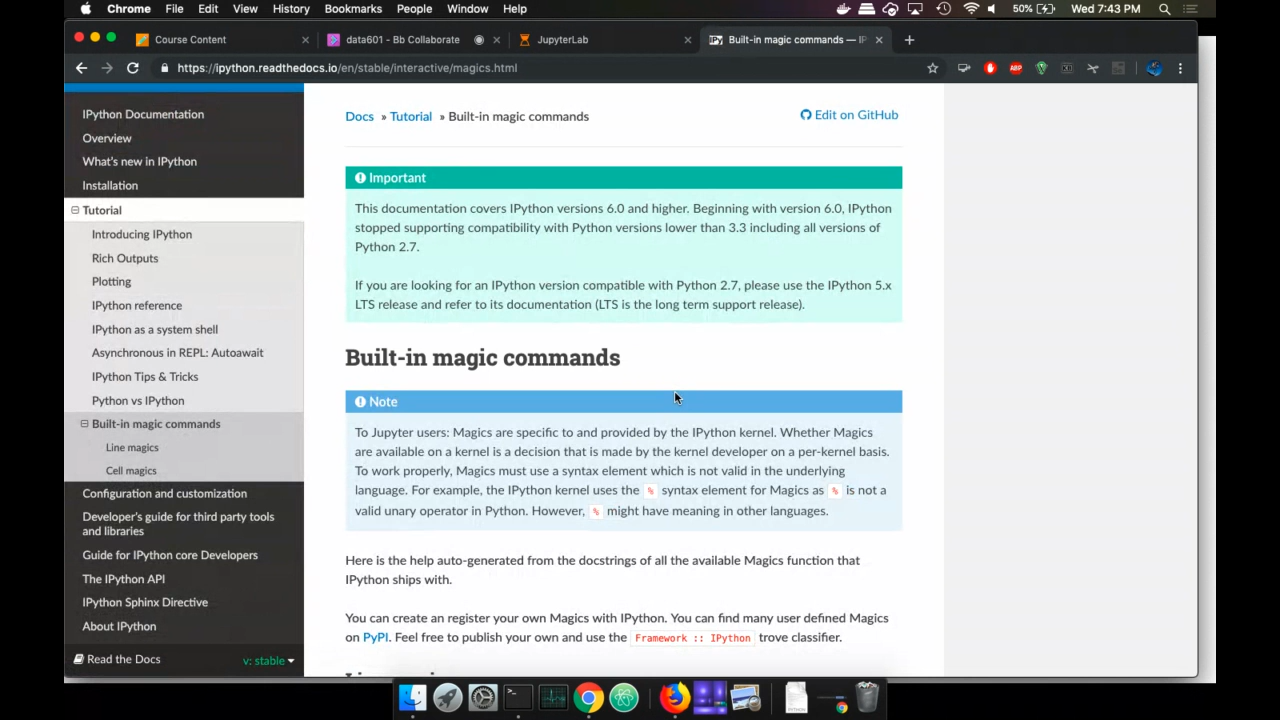 Chrome File Edit View History Bookmarks People Window Help 50% Wed 7:43 PM
Course Content data601 - Bb Collaborate JupyterLab Built-in magic commands — IP
https://ipython.readthedocs.io/en/stable/interactive/magics.html
IPython Documentation
Overview
What's new in IPython
Installation
Tutorial
Introducing IPython
Rich Outputs
Plotting
IPython reference
IPython as a system shell
Asynchronous in REPL: Autoawait
IPython Tips & Tricks
Python vs IPython
Built-in magic commands
Line magics
Cell magics
Configuration and customization
Developer's guide for third party tools
and libraries
Guide for IPython core Developers
The IPython API
IPython Sphinx Directive
About IPython
Read the Docs v: stable
Docs » Tutorial » Built-in magic commands Edit on GitHub
Important
This documentation covers IPython versions 6.0 and higher. Beginning with version 6.0, IPython
stopped supporting compatibility with Python versions lower than 3.3 including all versions of
Python 2.7.
If you are looking for an IPython version compatible with Python 2.7, please use the IPython 5.x
LTS release and refer to its documentation (LTS is the long term support release).
Built-in magic commands
Note
To Jupyter users: Magics are specific to and provided by the IPython kernel. Whether Magics
are available on a kernel is a decision that is made by the kernel developer on a per-kernel basis.
To work properly, Magics must use a syntax element which is not valid in the underlying
language. For example, the IPython kernel uses the % syntax element for Magics as % is not a
valid unary operator in Python. However, % might have meaning in other languages.
Here is the help auto-generated from the docstrings of all the available Magics function that
IPython ships with.
You can create an register your own Magics with IPython. You can find many user defined Magics
on PyPI. Feel free to publish your own and use the Framework :: IPython trove classifier.